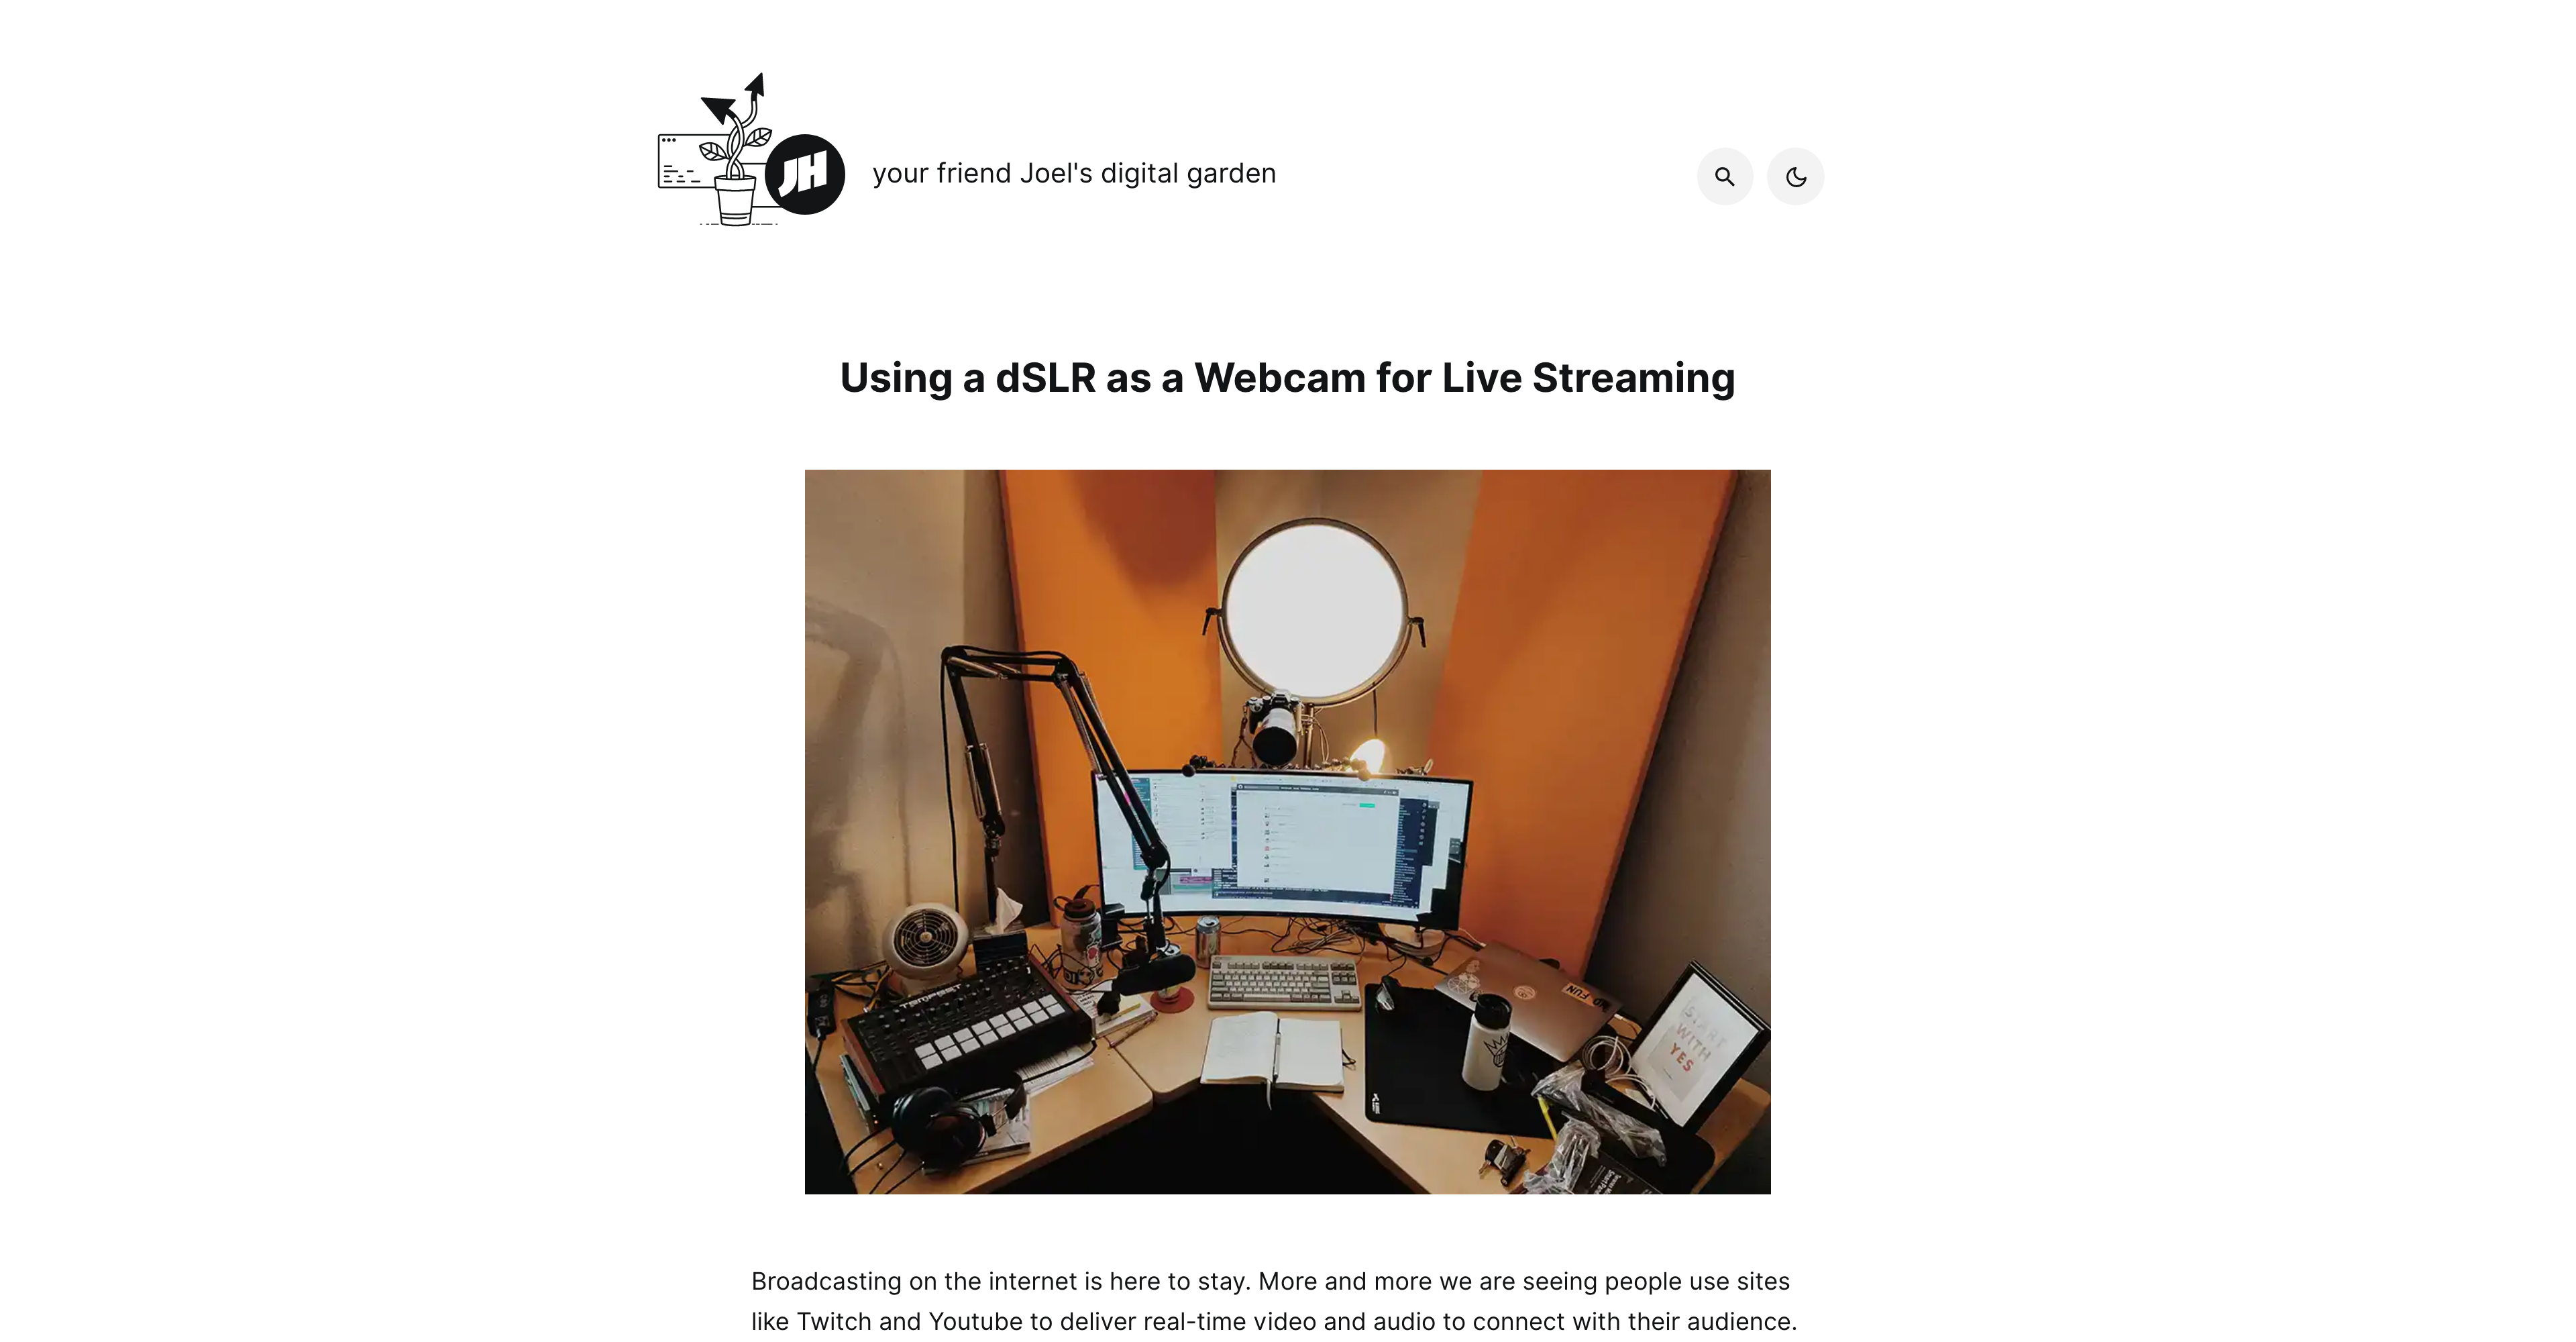 JH
your friend Joel's digital garden
Using a dSLR as a Webcam for Live Streaming
TEMPEST
FUN
START
WITH
YES
Broadcasting on the internet is here to stay. More and more we are seeing people use sites
like Twitch and Youtube to deliver real-time video and audio to connect with their audience.